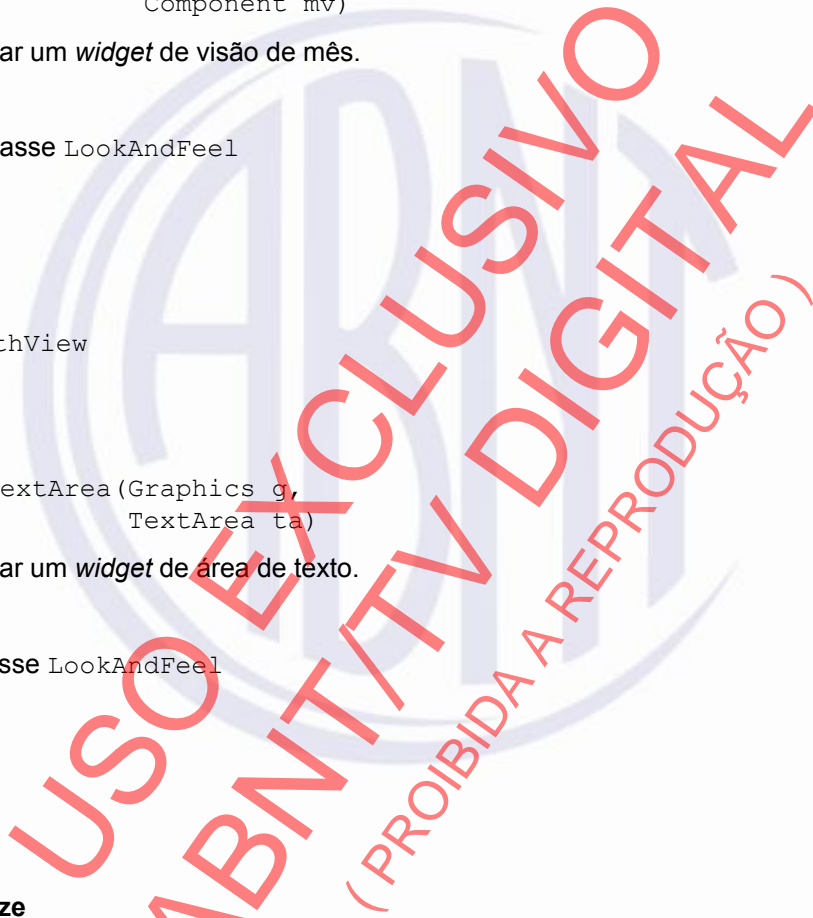 Component mv)
ar um widget de visão de mês.
asse LookAndFeel
thView
extArea(Graphics g,
TextArea ta)
ar um widget de área de texto.
sse LookAndFeel
ze
ABNT
USO EXCLUSIVO
ABNT/TV DIGITAL
( PROIBIDA A REPRODUÇÃO )